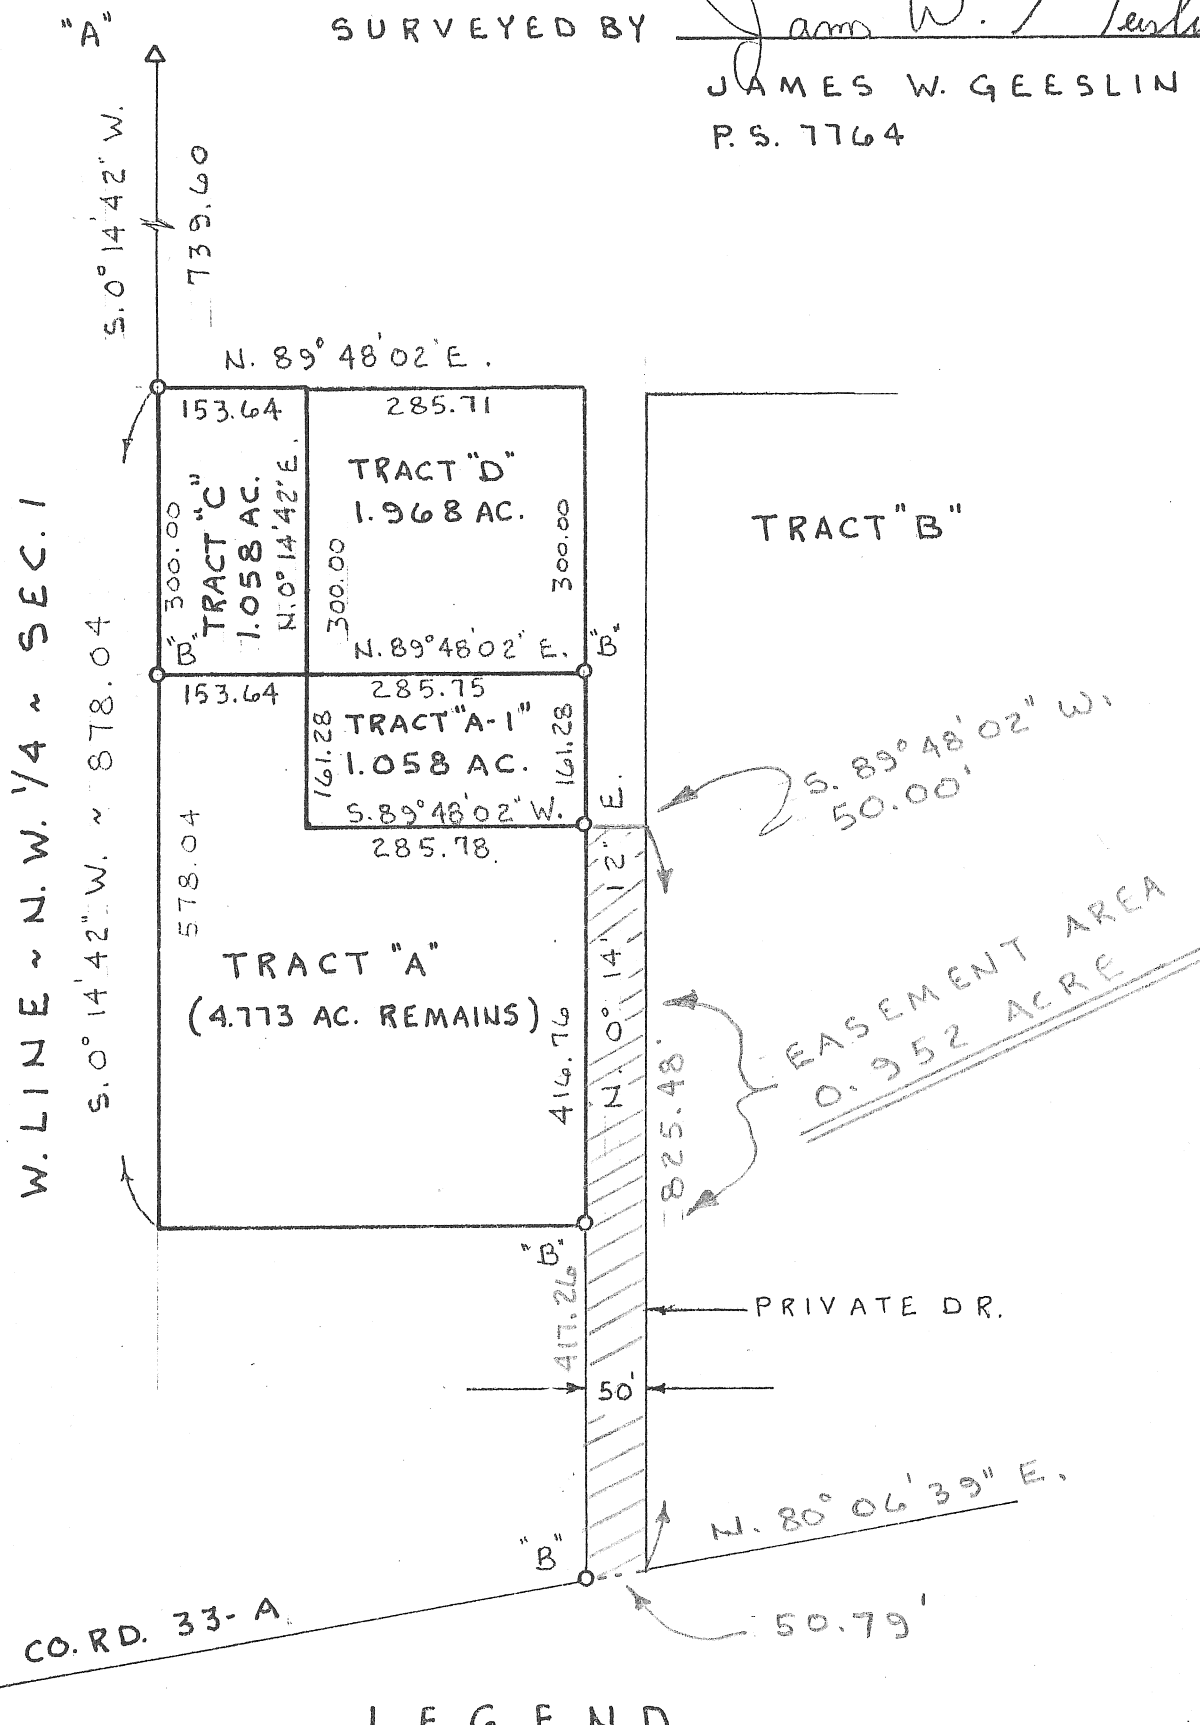 "A"
SURVEYED BY
JAMES W. GEESLIN
P.S. 7764
S. 0° 14' 42" W.
739.60
N. 89° 48' 02' E.
153.64
285.71
TRACT "C"
1.058 AC.
N. 0° 14' 42' E.
300.00
TRACT "D"
1.968 AC.
300.00
300.00
TRACT "B"
W. LINE ~ N.W. 1/4 ~ SEC. 1
S. 0° 14' 42" W. ~ 878.04
"B"
N. 89° 48' 02' E.
"B"
153.64
285.75
TRACT "A-1"
1.058 AC.
161.28
161.28
S. 89° 48' 02" W.
285.78
S. 89° 48' 02" W.
50.00'
578.04
TRACT "A"
(4.773 AC. REMAINS)
416.76
N. 0° 14' 12" E.
825.48'
EASEMENT AREA
0.952 ACRE
"B"
417.26
PRIVATE DR.
50'
N. 80° 06' 39" E.
"B"
50.79'
CO. RD. 33-A
LEGEND